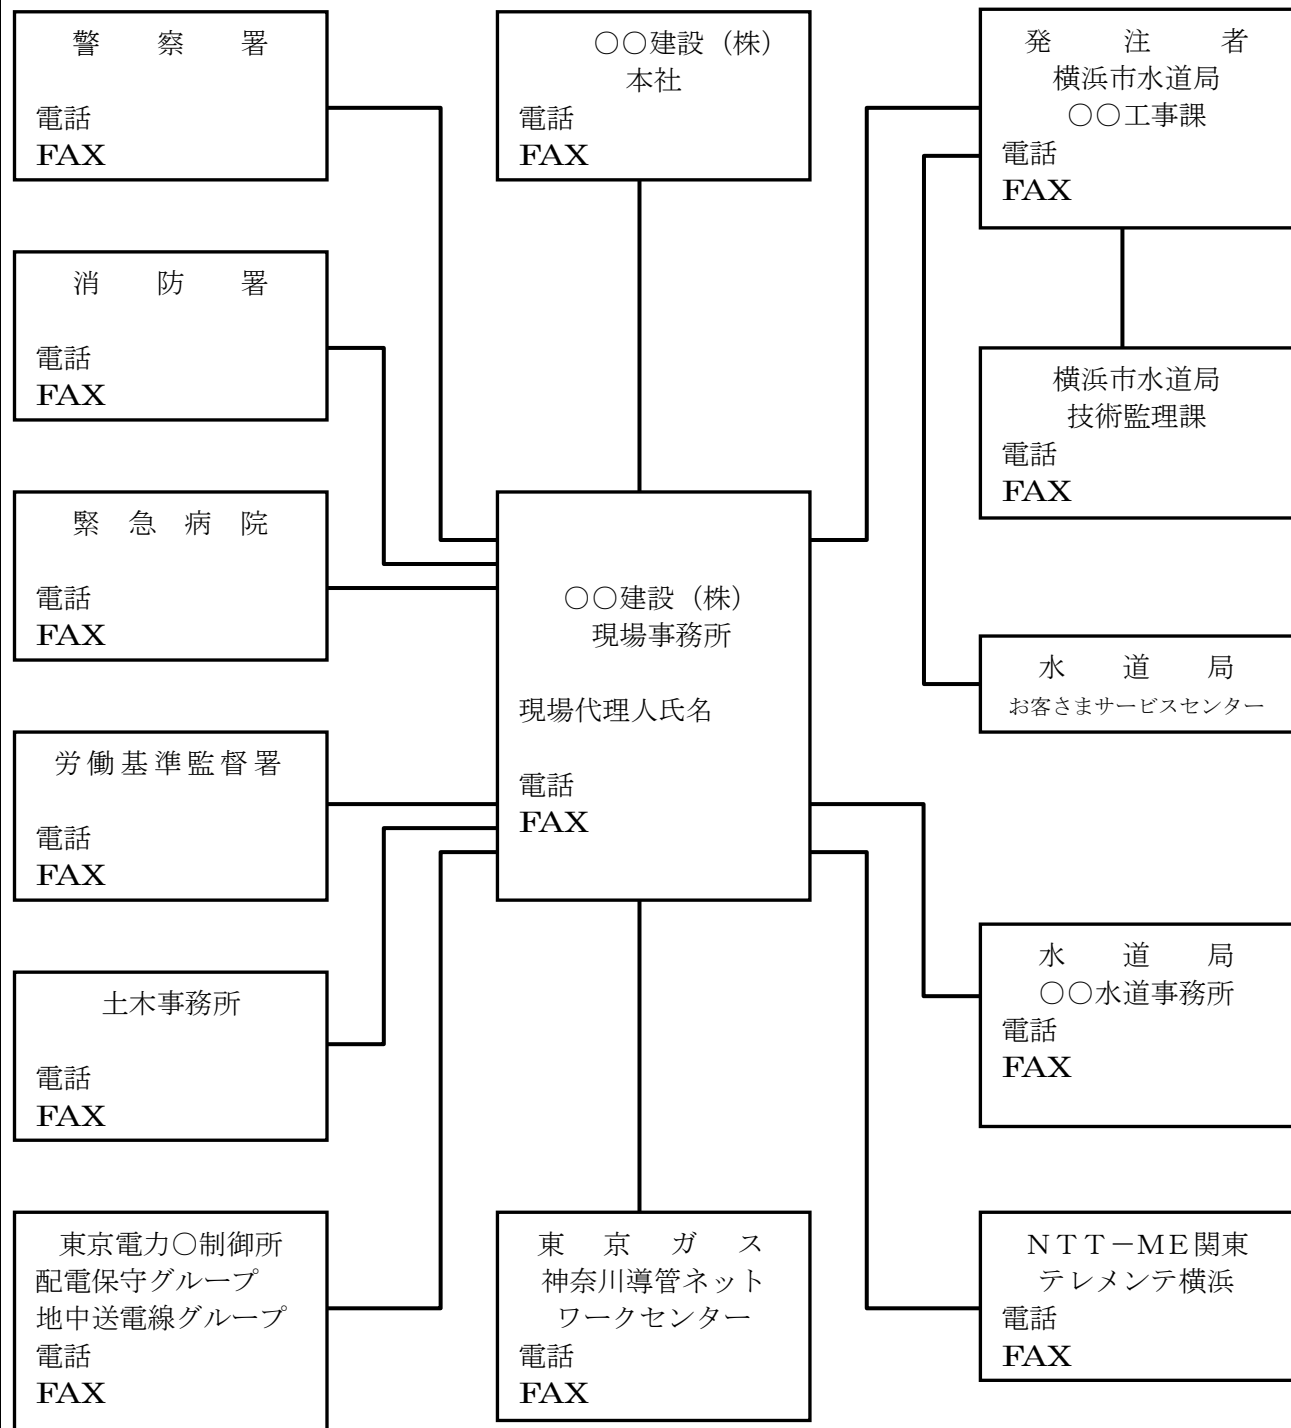 警察署
電話
FAX
○○建設（株）
本社
電話
FAX
発注者
横浜市水道局
○○工事課
電話
FAX
消防署
電話
FAX
横浜市水道局
技術監理課
電話
FAX
緊急病院
電話
FAX
○○建設（株）
現場事務所
現場代理人氏名
電話
FAX
水道局
お客さまサービスセンター
労働基準監督署
電話
FAX
水道局
○○水道事務所
電話
FAX
土木事務所
電話
FAX
東京電力○制御所
配電保守グループ
地中送電線グループ
電話
FAX
東京ガス
神奈川導管ネット
ワークセンター
電話
FAX
ＮＴＴ－ＭＥ関東
テレメンテ横浜
電話
FAX